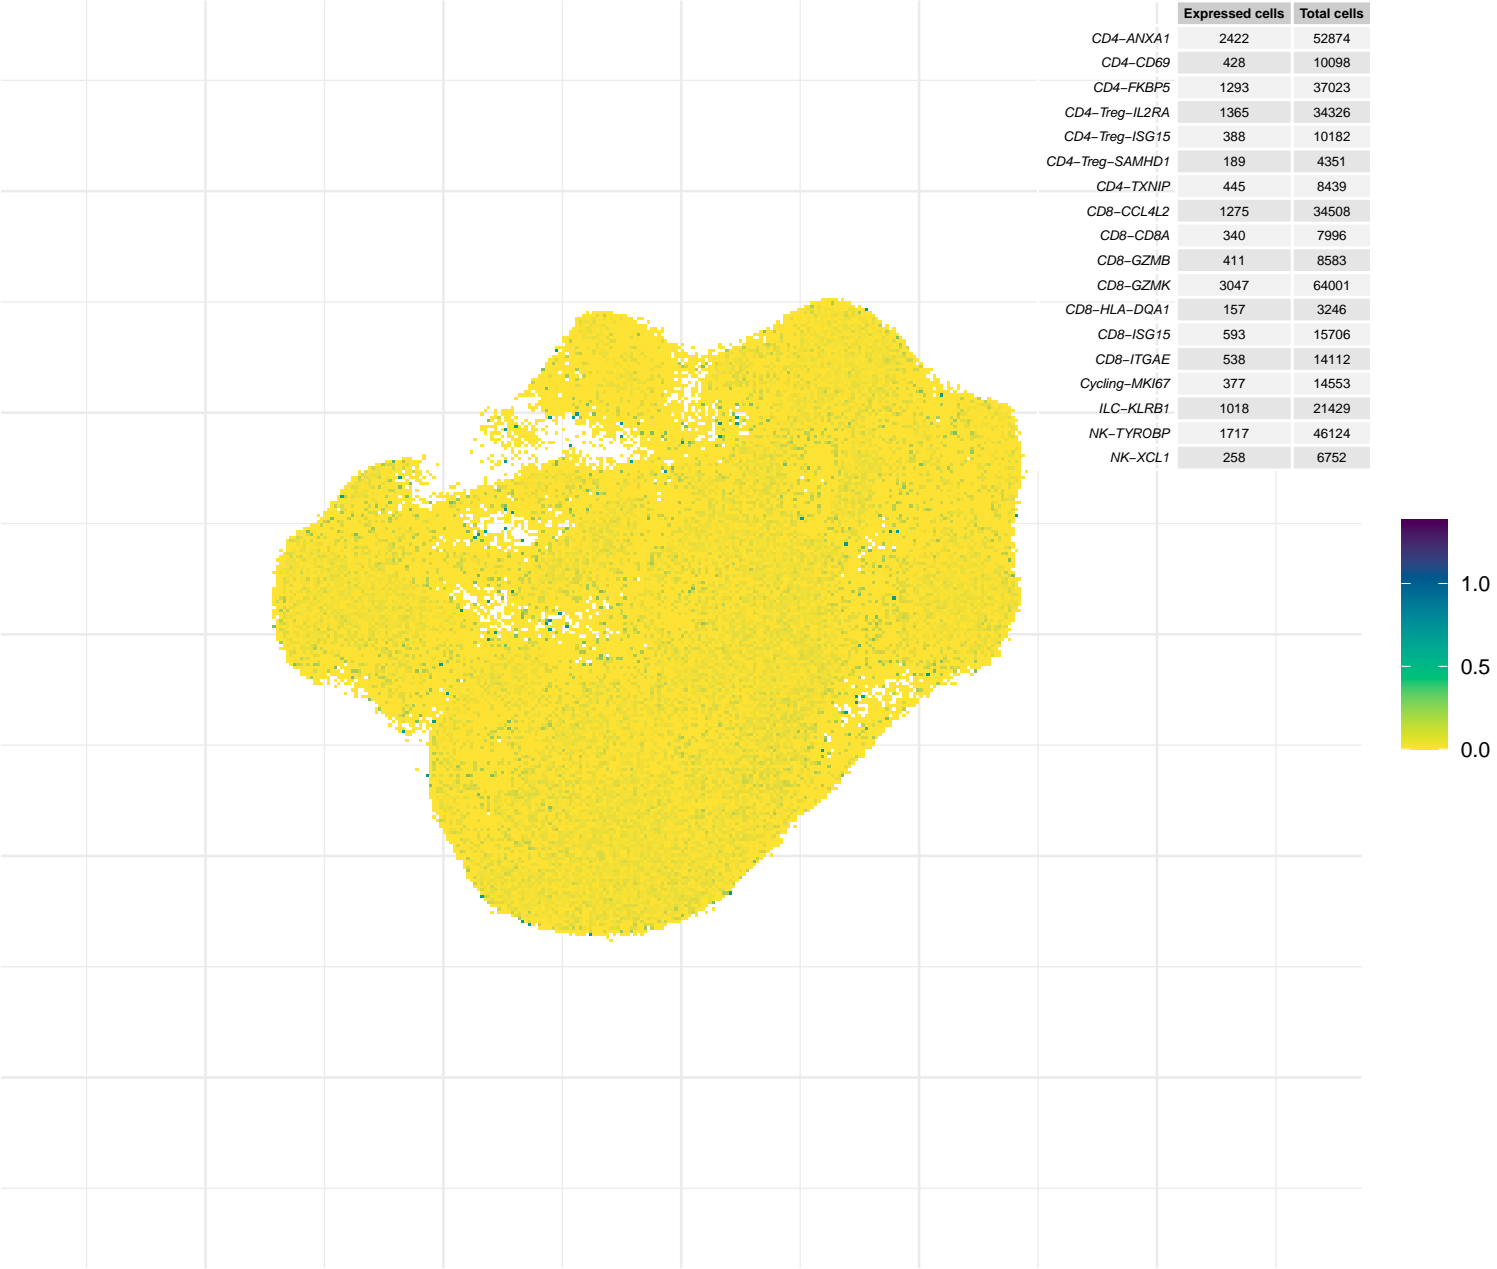 Expressed cells Total cells
CD4−ANXA1 2422 52874
CD4−CD69 428 10098
CD4−FKBP5 1293 37023
CD4−Treg−IL2RA 1365 34326
CD4−Treg−ISG15 388 10182
CD4−Treg−SAMHD1 189 4351
CD4−TXNIP 445 8439
CD8−CCL4L2 1275 34508
CD8−CD8A 340 7996
CD8−GZMB 411 8583
CD8−GZMK 3047 64001
CD8−HLA−DQA1 157 3246
CD8−ISG15 593 15706
CD8−ITGAE 538 14112
Cycling−MKI67 377 14553
ILC−KLRB1 1018 21429
NK−TYROBP 1717 46124
NK−XCL1 258 6752
1.0
0.5
0.0